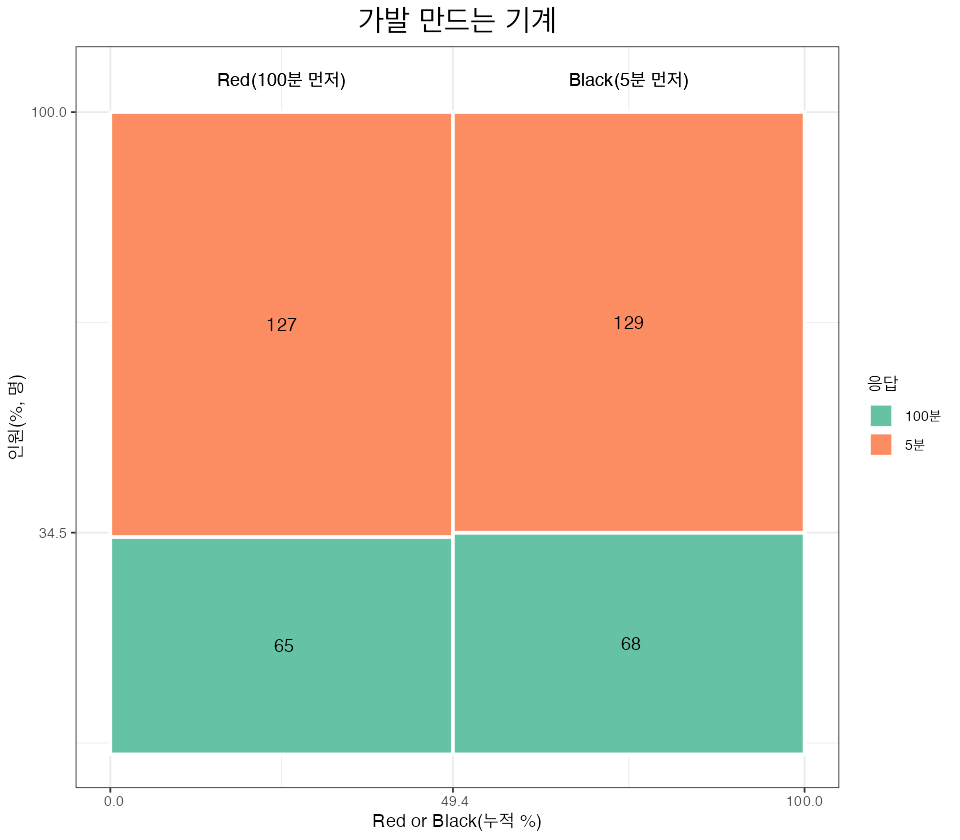 가발 만드는 기계
Red(100분 먼저)
Black(5분 먼저)
100.0
127
129
인원(%, 명)
응답
100분
5분
34.5
65
68
0.0
49.4
100.0
Red or Black(누적 %)